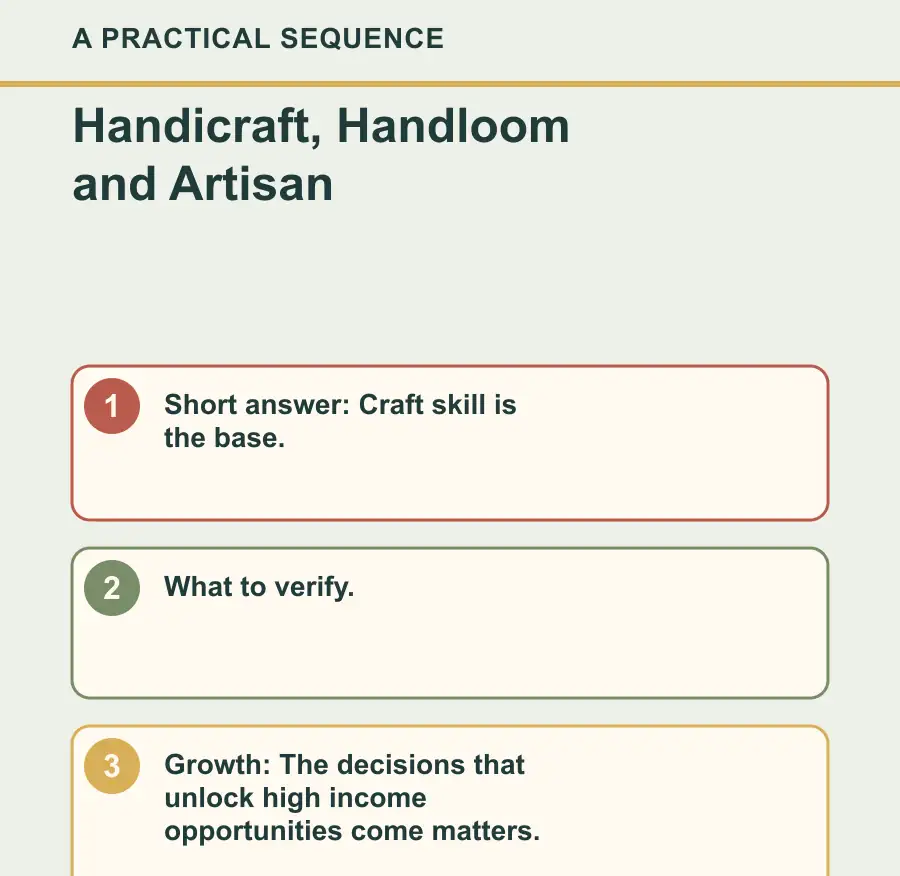 A PRACTICAL SEQUENCE
Handicraft, Handloom
and Artisan
1
Short answer: Craft skill is
the base.
2
What to verify.
3
Growth: The decisions that
unlock high income
opportunities come matters.